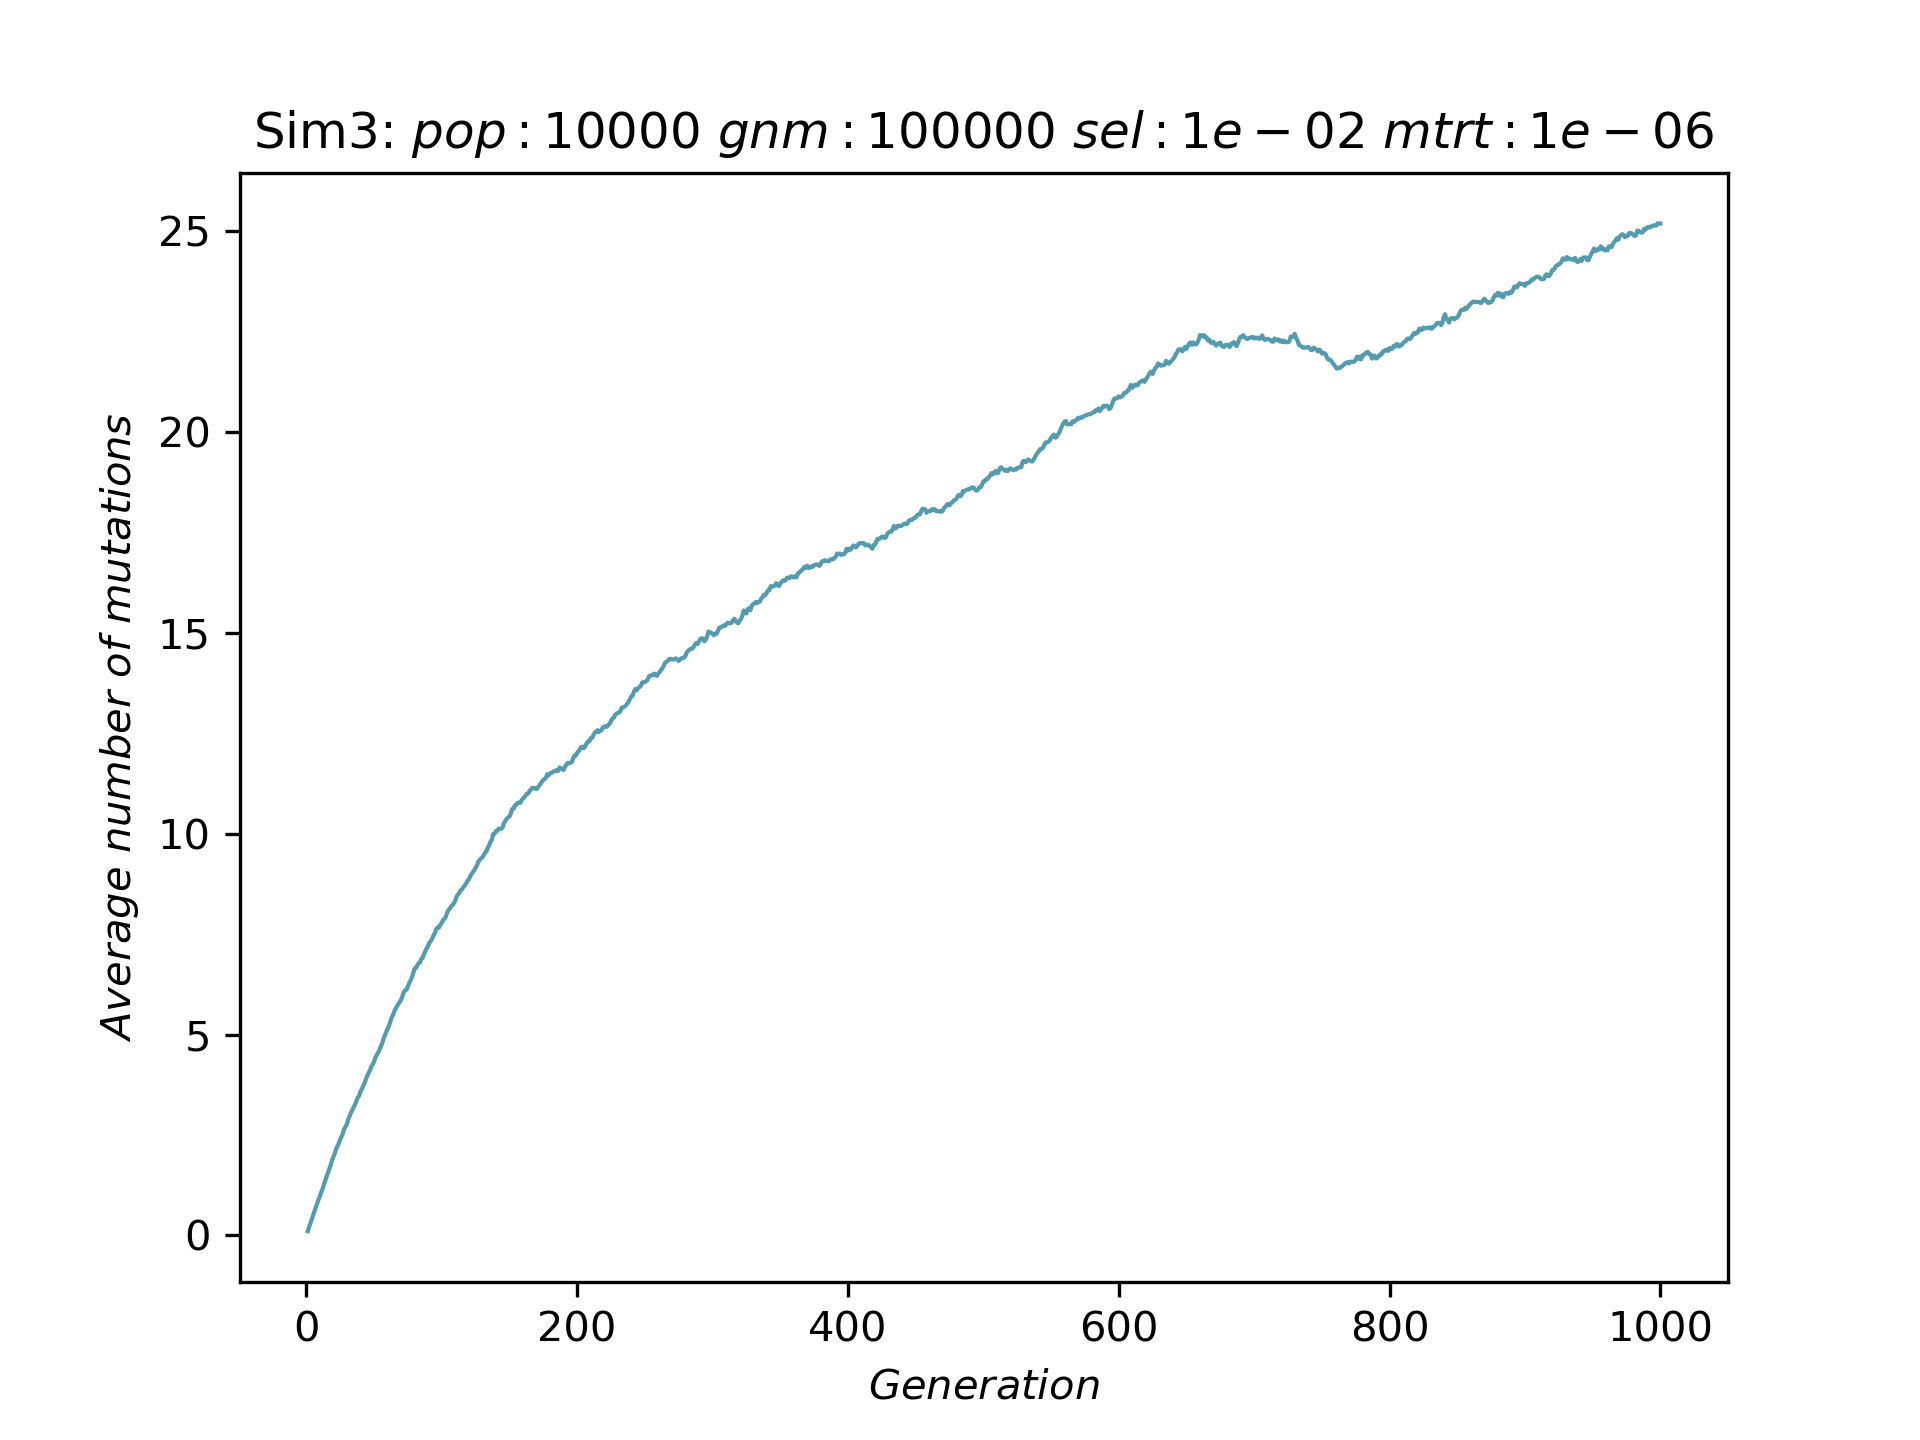 Sim3: pop : 10000 gnm : 100000 sel : 1e − 02 mtrt : 1e − 06
25
20
15
10
5
0
Average number of mutations
0 200 400 600 800 1000
Generation